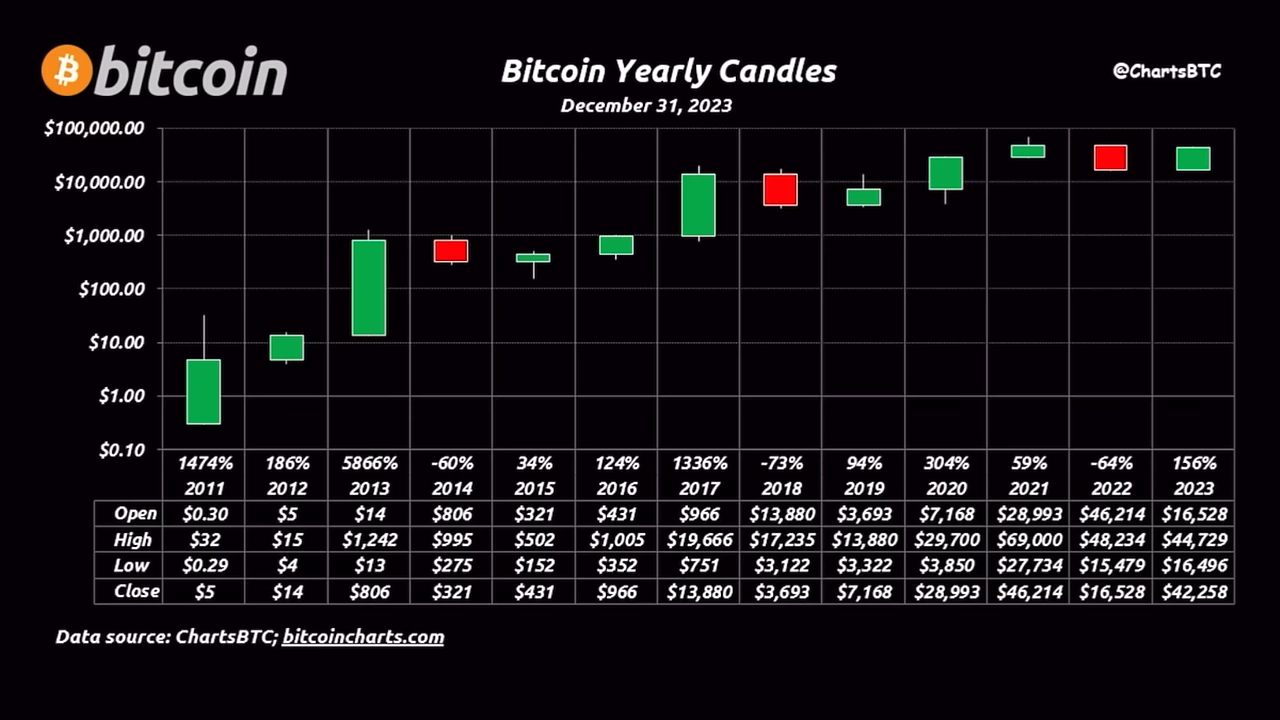 bitcoin
Bitcoin Yearly Candles
@ChartsBTC
December 31, 2023
$100,000.00
$10,000.00
$1,000.00
$100.00
$10.00
$1.00
$0.10
1474% 186% 5866% -60% 34% 124% 1336% -73% 94% 304% 59% -64% 156%
2011 2012 2013 2014 2015 2016 2017 2018 2019 2020 2021 2022 2023
Open $0.30 $5 $14 $806 $321 $431 $966 $13,880 $3,693 $7,168 $28,993 $46,214 $16,528
High $32 $15 $1,242 $995 $502 $1,005 $19,666 $17,235 $13,880 $29,700 $69,000 $48,234 $44,729
Low $0.29 $4 $13 $275 $152 $352 $751 $3,122 $3,322 $3,850 $27,734 $15,479 $16,496
Close $5 $14 $806 $321 $431 $966 $13,880 $3,693 $7,168 $28,993 $46,214 $16,528 $42,258
Data source: ChartsBTC; bitcoincharts.com